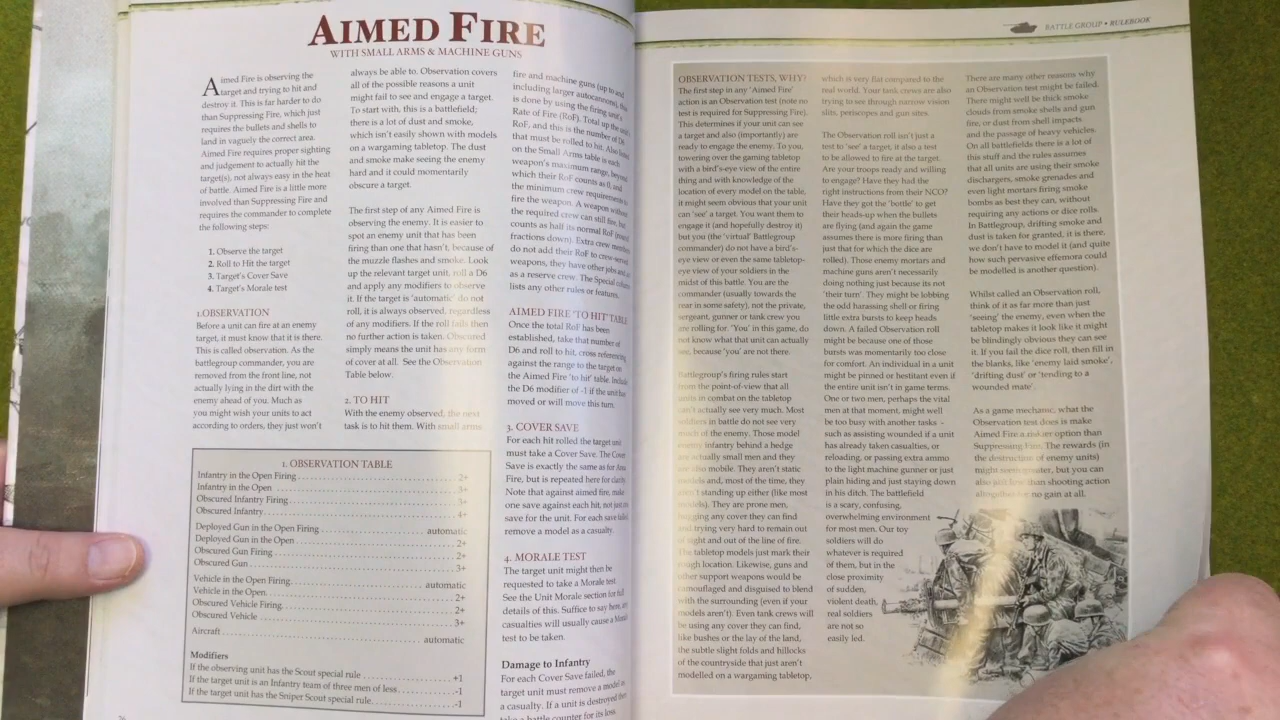 AIMED FIRE
WITH SMALL ARMS & MACHINE GUNS
Aimed Fire is observing the
target and trying to hit and
destroy it. This is far harder to do
than Suppressing Fire, which just
requires the bullets and shells to
land in vaguely the correct area.
Aimed Fire requires proper sighting
and judgement to actually hit the
target(s), not always easy in the heat
of battle. Aimed Fire is a little more
involved than Suppressing Fire and
requires the commander to complete
the following steps:
1. Observe the target
2. Roll to Hit the target
3. Target's Cover Save
4. Target's Morale test
1.OBSERVATION
Before a unit can fire at an enemy
target, it must know that it is there.
This is called observation. As the
battlegroup commander, you are
removed from the front line, not
actually lying in the dirt with the
enemy ahead of you. Much as
you might wish your units to act
according to orders, they just won't
always be able to. Observation covers
all of the possible reasons a unit
might fail to see and engage a target.
To start with, this is a battlefield;
there is a lot of dust and smoke,
which isn't easily shown with models
on a wargaming tabletop. The dust
and smoke make seeing the enemy
hard and it could momentarily
obscure a target.
The first step of any Aimed Fire is
observing the enemy. It is easier to
spot an enemy unit that has been
firing than one that hasn't, because of
the muzzle flashes and smoke. Look
up the relevant target unit, roll a D6
and apply any modifiers to observe
it. If the target is 'automatic' do not
roll, it is always observed, regardless
of any modifiers. If the roll fails then
no further action is taken. Obscured
simply means the unit has any form
of cover at all. See the Observation
Table below.
2. TO HIT
With the enemy observed, the next
task is to hit them. With small arms
fire and machine guns (up to and
including larger autocannons), this
is done by using the firing unit's
Rate of Fire (RoF). Total up the unit's
RoF, and this is the number of D6
that must be rolled to hit. Also
on the Small Arms table is each
weapon's maximum range, beyond
which their RoF counts as 0, and
the minimum crew requirements to
fire the weapon. A weapon without
the required crew can still fire, but
counts as half its normal RoF (round
fractions down). Extra crew members
do not add their RoF to crew-served
weapons, they have other jobs and act
as a reserve crew. The Special column
lists any other rules or features.
AIMED FIRE 'TO HIT' TABLE
Once the total RoF has been
established, take that number of
D6 and roll to hit, cross referencing
against the range to the target on
the Aimed Fire 'to hit' table. Include
the D6 modifier of -1 if the unit has
moved or will move this turn.
3. COVER SAVE
For each hit rolled the target unit
must take a Cover Save. The Cover
Save is exactly the same as for Area
Fire, but is repeated here for clarity.
Note that against aimed fire, make
one save against each hit, not just one
save for the unit. For each save failed,
remove a model as a casualty.
4. MORALE TEST
The target unit might then be
requested to take a Morale test.
See the Unit Morale section for full
details of this. Suffice to say here, any
casualties will usually cause a Morale
test to be taken.
Damage to Infantry
For each Cover Save failed, the
target unit must remove a model as
a casualty. If a unit is destroyed then
take a battle counter for its loss.
1. OBSERVATION TABLE
Infantry in the Open Firing 2+
Infantry in the Open 3+
Obscured Infantry Firing 3+
Obscured Infantry 4+
Deployed Gun in the Open Firing automatic
Deployed Gun in the Open 2+
Obscured Gun Firing 2+
Obscured Gun 3+
Vehicle in the Open Firing automatic
Vehicle in the Open 2+
Obscured Vehicle Firing 2+
Obscured Vehicle 3+
Aircraft automatic
Modifiers
If the observing unit has the Scout special rule +1
If the target unit is an Infantry team of three men of less -1
If the target unit has the Sniper Scout special rule -1
26
BATTLE GROUP • RULEBOOK
OBSERVATION TESTS, WHY?
The first step in any 'Aimed Fire'
action is an Observation test (note no
test is required for Suppressing Fire).
This determines if your unit can see
a target and also (importantly) are
ready to engage the enemy. To you,
towering over the gaming tabletop
with a bird's-eye view of the entire
thing and with knowledge of the
location of every model on the table,
it might seem obvious that your unit
can 'see' a target. You want them to
engage it (and hopefully destroy it)
but you (the 'virtual' Battlegroup
commander) do not have a bird's-
eye view or even the same tabletop-
eye view of your soldiers in the
midst of this battle. You are the
commander (usually towards the
rear in some safety), not the private,
sergeant, gunner or tank crew you
are rolling for. 'You' in this game, do
not know what that unit can actually
see, because 'you' are not there.
Battlegroup's firing rules start
from the point-of-view that all
units in combat on the tabletop
can't actually see very much. Most
soldiers in battle do not see very
much of the enemy. Those model
enemy infantry behind a hedge
are actually small men and they
are also mobile. They aren't static
models and, most of the time, they
aren't standing up either (like most
models). They are prone men,
hugging any cover they can find
and trying very hard to remain out
of sight and out of the line of fire.
The tabletop models just mark their
rough location. Likewise, guns and
other support weapons would be
camouflaged and disguised to blend
with the surrounding (even if your
models aren't). Even tank crews will
be using any cover they can find,
like bushes or the lay of the land,
the subtle slight folds and hillocks
of the countryside that just aren't
modelled on a wargaming tabletop,
which is very flat compared to the
real world. Your tank crews are also
trying to see through narrow vision
slits, periscopes and gun sites.
The Observation roll isn't just a
test to 'see' a target, it also a test
to be allowed to fire at the target.
Are your troops ready and willing
to engage? Have they had the
right instructions from their NCO?
Have they got the 'bottle' to get
their heads-up when the bullets
are flying (and again the game
assumes there is more firing than
just that for which the dice are
rolled). Those enemy mortars and
machine guns aren't necessarily
doing nothing just because its not
'their turn'. They might be lobbing
the odd harassing shell or firing
little extra bursts to keep heads
down. A failed Observation roll
might be because one of those
bursts was momentarily too close
for comfort. An individual in a unit
might be pinned or hestitant even if
the entire unit isn't in game terms.
One or two men, perhaps the vital
men at that moment, might well
be too busy with another tasks -
such as assisting wounded if a unit
has already taken casualties, or
reloading, or passing extra ammo
to the light machine gunner or just
plain hiding and just staying down
in his ditch. The battlefield
is a scary, confusing,
overwhelming environment
for most men. Our toy
soldiers will do
whatever is required
of them, but in the
close proximity
of sudden,
violent death,
real soldiers
are not so
easily led.
There are many other reasons why
an Observation test might be failed.
There might well be thick smoke
clouds from smoke shells and gun
fire, or dust from shell impacts
and the passage of heavy vehicles.
On all battlefields there is a lot of
this stuff and the rules assumes
that all units are using their smoke
dischargers, smoke grenades and
even light mortars firing smoke
bombs as best they can, without
requiring any actions or dice rolls.
In Battlegroup, drifting smoke and
dust is taken for granted, it is there,
we don't have to model it (and quite
how such pervasive effemora could
be modelled is another question).
Whilst called an Observation roll,
think of it as far more than just
'seeing' the enemy, even when the
tabletop makes it look like it might
be blindingly obvious they can see
it. If you fail the dice roll, then fill in
the blanks, like 'enemy laid smoke',
'drifting dust' or 'tending to a
wounded mate'.
As a game mechanic, what the
Observation test does is make
Aimed Fire a riskier option than
Suppressing Fire. The rewards (in
the destruction of enemy units)
might seem greater, but you can
also just lose than shooting action
altogether for no gain at all.